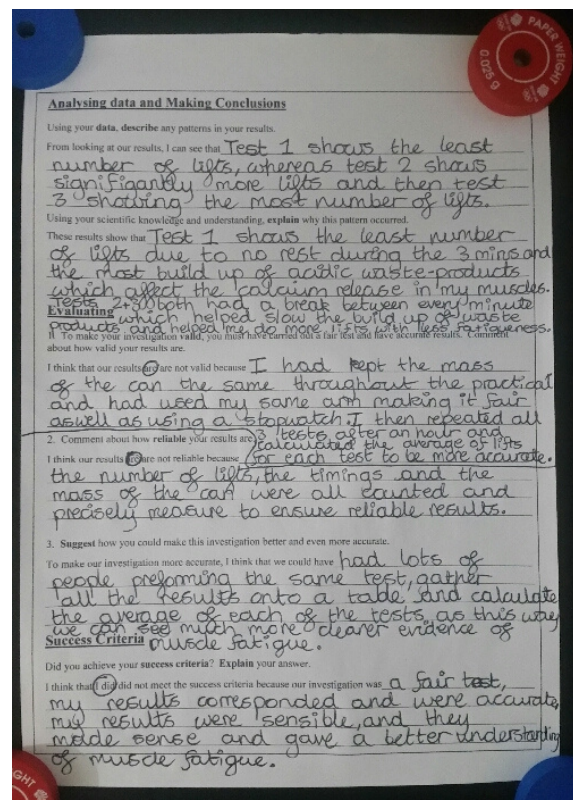 PAPER WEIGHT
0025 g
Analysing data and Making Conclusions
Using your data, describe any patterns in your results.
From looking at our results, I can see that Test 1 shows the least
number of lifts, whereas test 2 shows
signifigantly more lifts and then test
3 showing the most number of lifts.
Using your scientific knowledge and understanding, explain why this pattern occurred.
These results show that Test 1 shows the least number
of lifts due to no rest during the 3 mins and
the most build up of acidic waste-products
which affect the calcium release in my muscles.
Tests 2+3 both had a break between every minute
Evaluating which helped slow the build up of waste
products and helped me do more lifts with less fatigueness.
1. To make your investigation valid, you must have carried out a fair test and have accurate results. Comment
about how valid your results are.
I think that our results are/are not valid because I had kept the mass
of the can the same throughout the practical
and had used my same arm making it fair
aswell as using a stopwatch. I then repeated all
3 tests after an hour and
2. Comment about how reliable your results are
calculated the average of lifts
for each test to be more accurate.
I think our results are/are not reliable because
the number of lifts, the timings and the
mass of the can were all counted and
precisely measure to ensure reliable results.
3. Suggest how you could make this investigation better and even more accurate.
To make our investigation more accurate, I think that we could have had lots of
people preforming the same test, gather
all the results onto a table and calculate
the average of each of the tests as this way
we can see much more clearer evidence of
Success Criteria muscle fatigue.
Did you achieve your success criteria? Explain your answer.
I think that I did/did not meet the success criteria because our investigation was a fair test,
my results corresponded and were accurate,
my results were sensible, and they
made sense and gave a better understanding
of muscle fatigue.
GHT